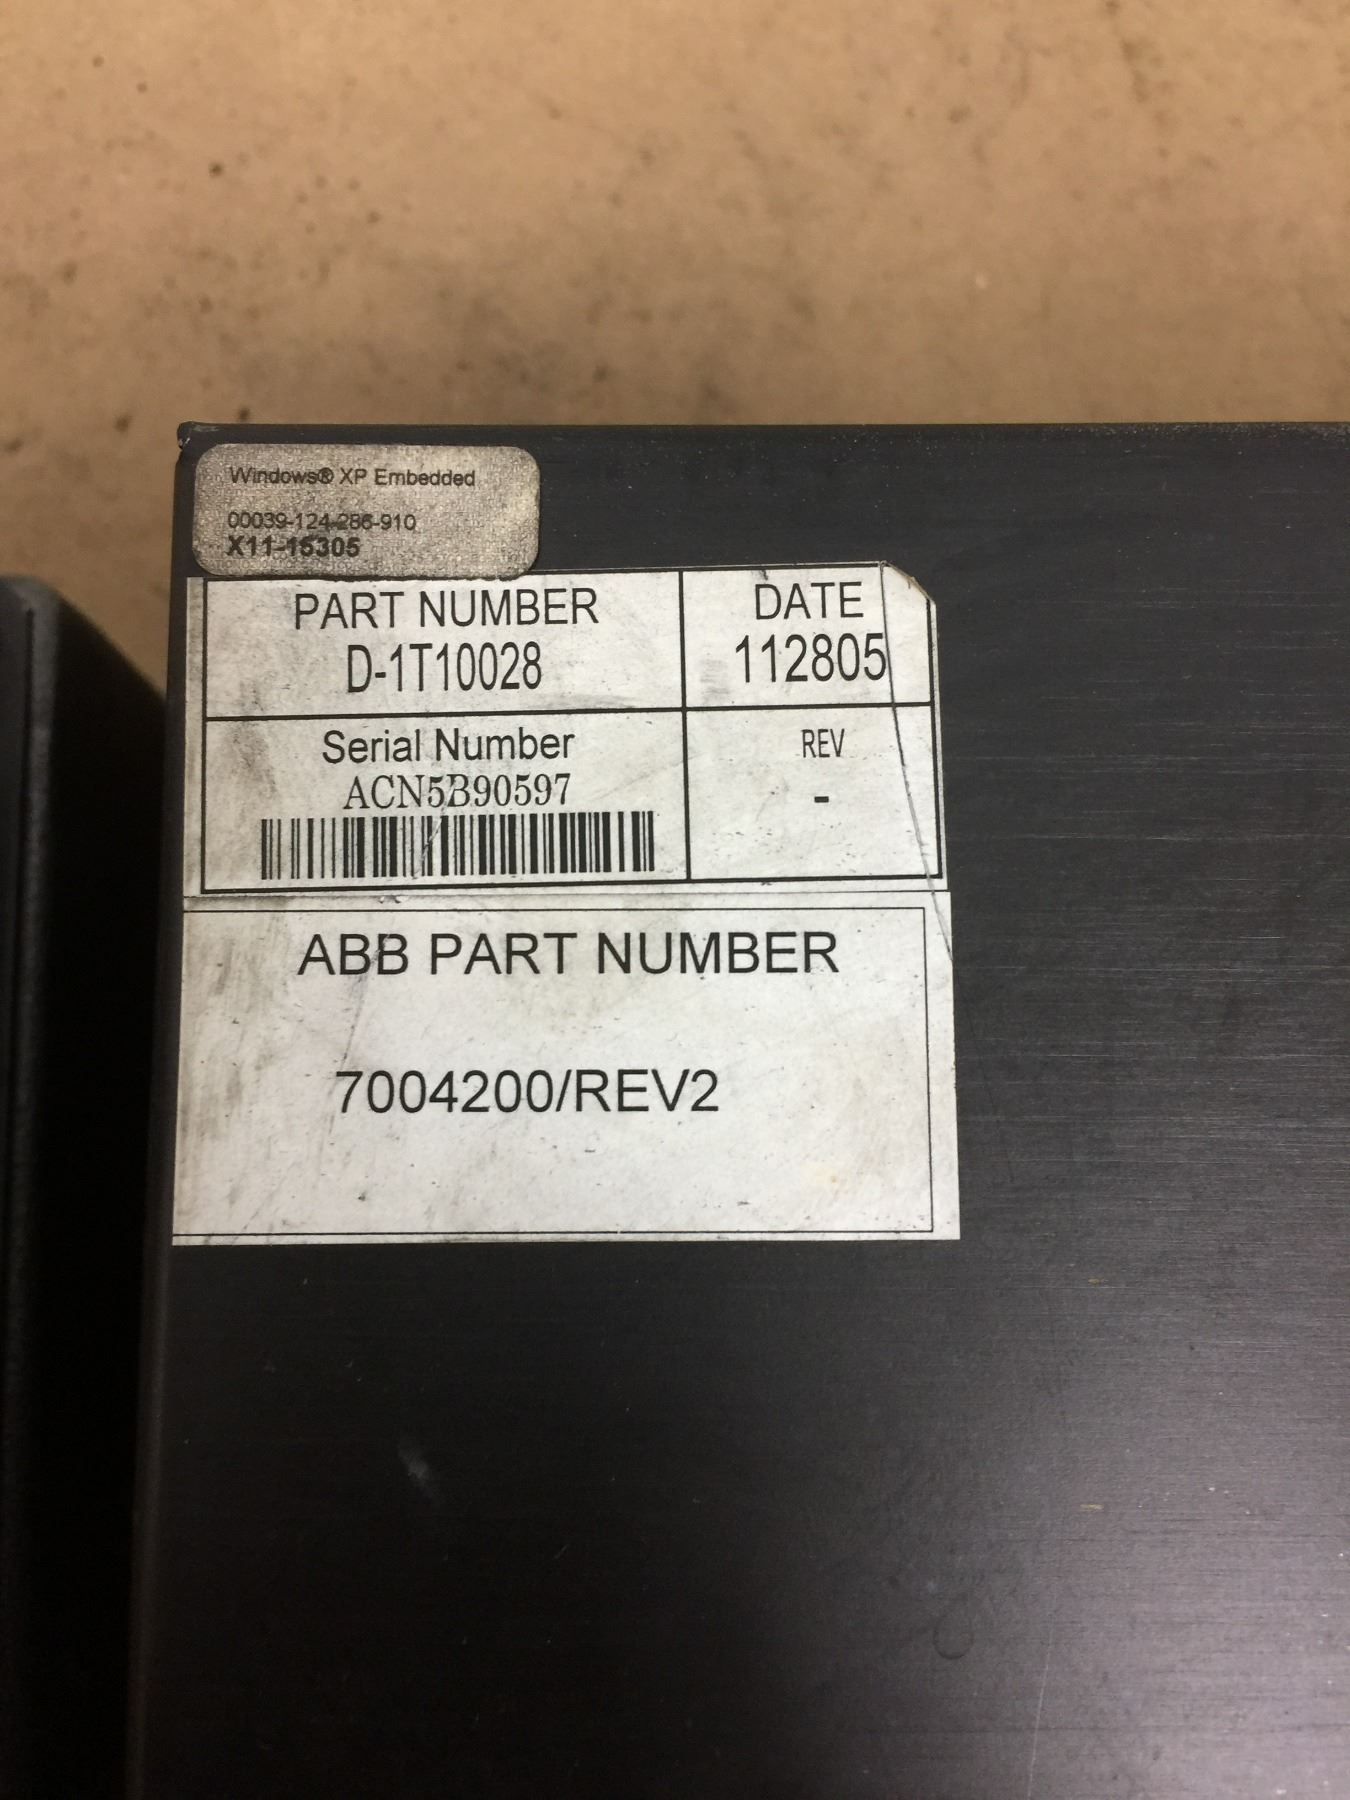 Windows® XP Embedded
00039-124-286-910
X11-15305
PART NUMBER
D-1T10028
DATE
112805
Serial Number
ACN5B90597
REV
-
ABB PART NUMBER
7004200/REV2